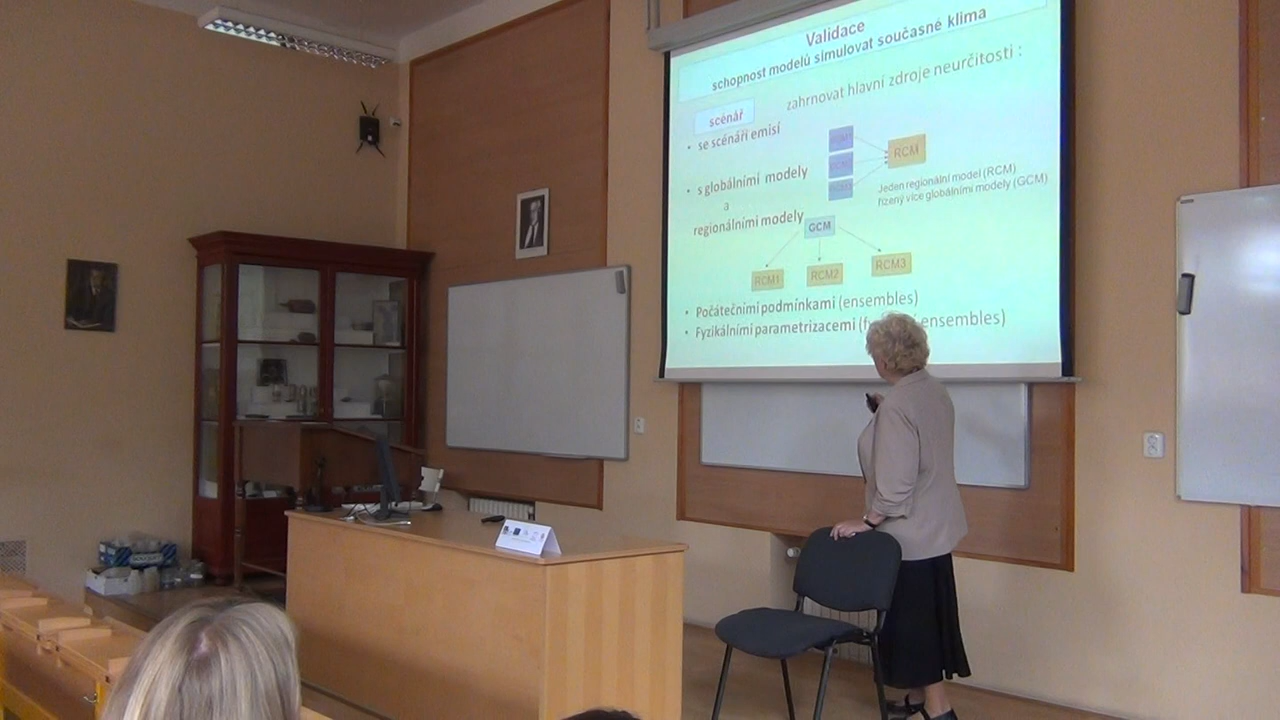 Validace
schopnost modelů simulovat současné klima
zahrnovat hlavní zdroje neurčitosti :
scénář
• se scénáři emisí
RCM
• s globálními modely
Jeden regionální model (RCM)
řízený více globálními modely (GCM)
a
regionálními modely
GCM
RCM1 RCM2 RCM3
• Počátečními podmínkami (ensembles)
• Fyzikálními parametrizacemi ( ensembles)